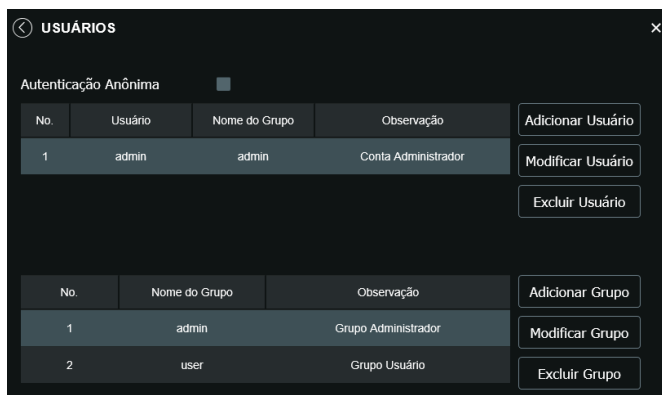 USUÁRIOS
Autenticação Anônima
No. Usuário Nome do Grupo Observação
1 admin admin Conta Administrador
Adicionar Usuário
Modificar Usuário
Excluir Usuário
No. Nome do Grupo Observação
1 admin Grupo Administrador
2 user Grupo Usuário
Adicionar Grupo
Modificar Grupo
Excluir Grupo